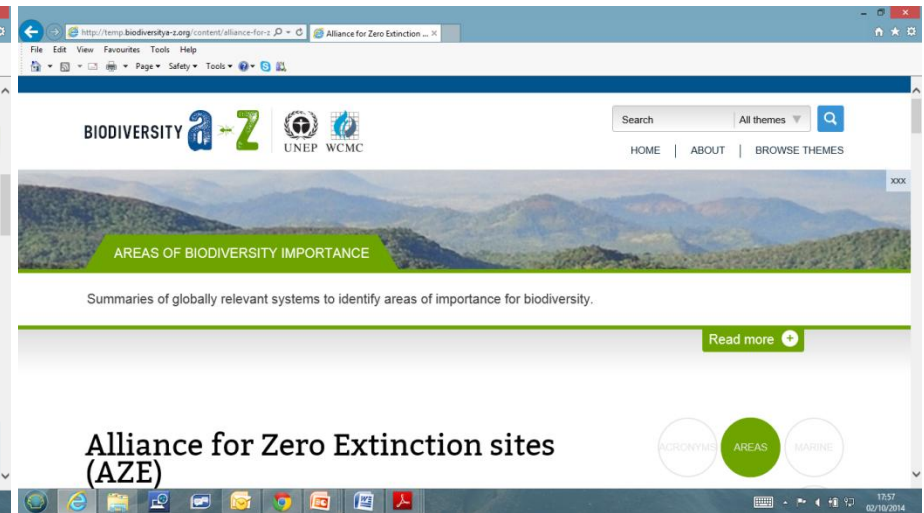 http://temp.biodiversitya-z.org/content/alliance-for-z
Alliance for Zero Extinction ...
File Edit View Favourites Tools Help
Page Safety Tools
BIODIVERSITY a-z
UNEP WCMC
Search All themes
HOME | ABOUT | BROWSE THEMES
xxx
AREAS OF BIODIVERSITY IMPORTANCE
Summaries of globally relevant systems to identify areas of importance for biodiversity.
Read more
Alliance for Zero Extinction sites
(AZE)
ACRONYMS AREAS MARINE
17:57
02/10/2014